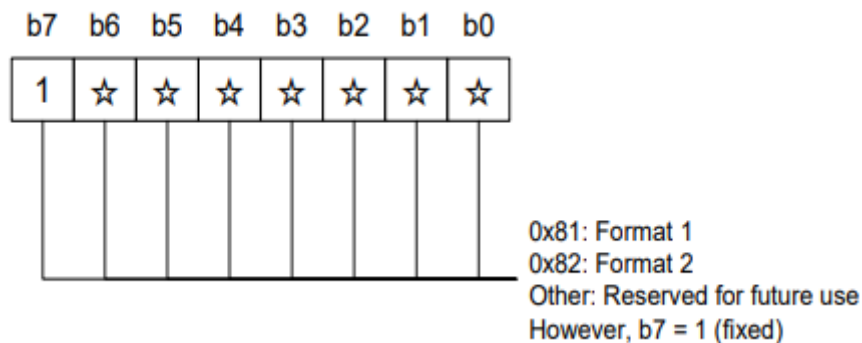 b7 b6 b5 b4 b3 b2 b1 b0
1 ☆ ☆ ☆ ☆ ☆ ☆ ☆
0x81: Format 1
0x82: Format 2
Other: Reserved for future use
However, b7 = 1 (fixed)